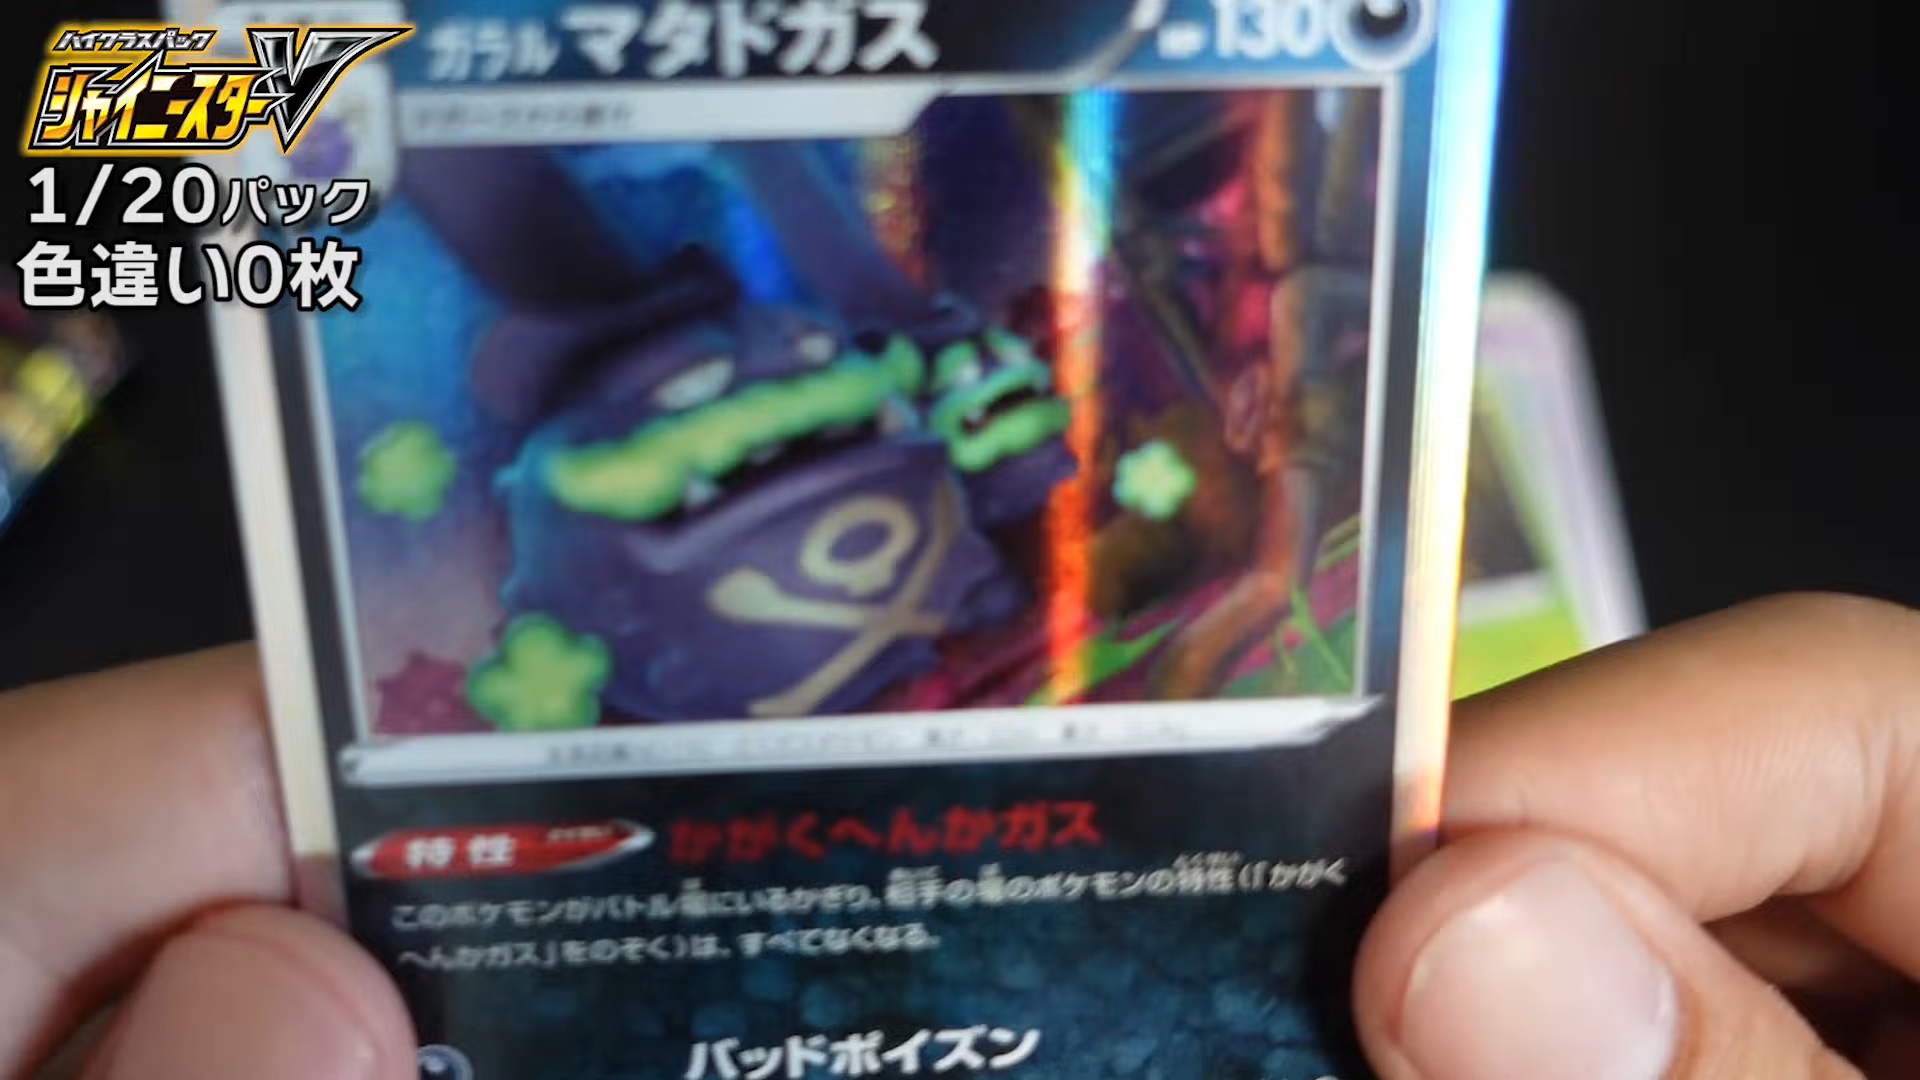 ハイクラスパック
シャイニースターV
1/20パック
色違い0枚
ガラル マタドガス
HP 130
特性
かがくへんかガス
このポケモンがバトル場にいるかぎり、相手の場のポケモンの特性(「かがく
へんかガス」をのぞく)は、すべてなくなる。
バッドポイズン